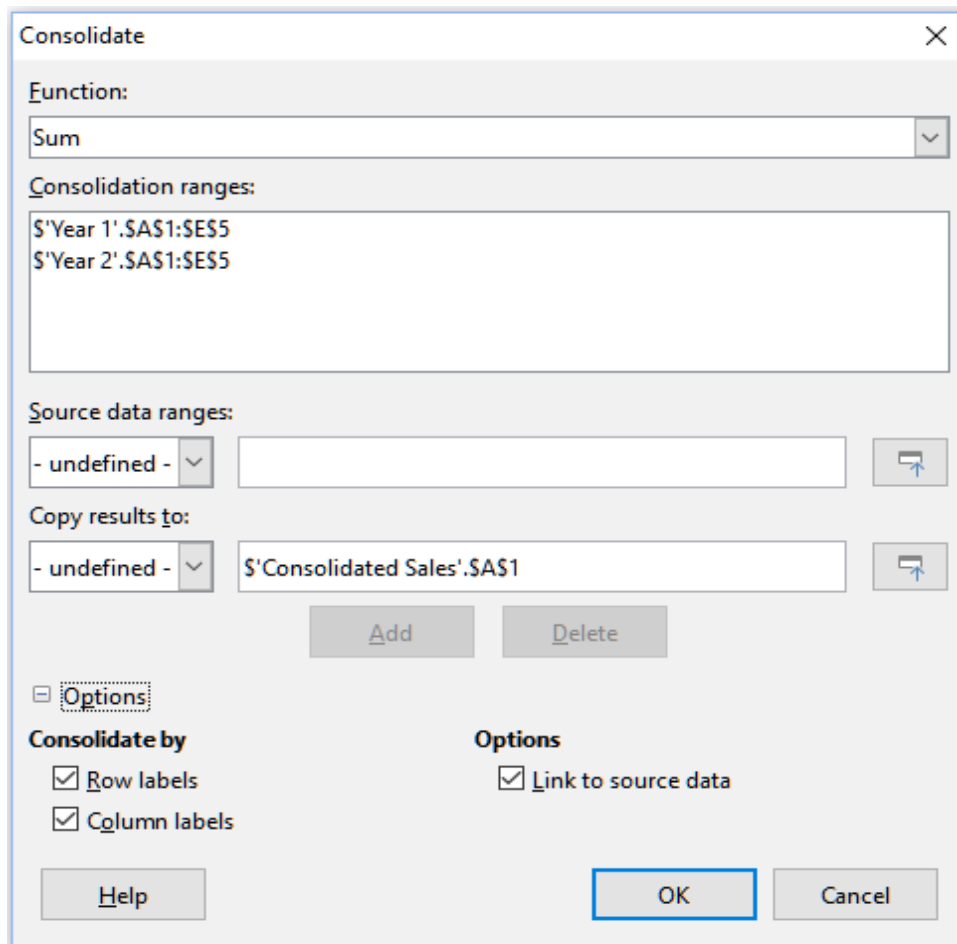 Consolidate
Function:
Sum
Consolidation ranges:
$'Year 1'.$A$1:$E$5
$'Year 2'.$A$1:$E$5
Source data ranges:
- undefined -
Copy results to:
- undefined - $'Consolidated Sales'.$A$1
Add Delete
Options
Consolidate by Options
Row labels Link to source data
Column labels
Help OK Cancel